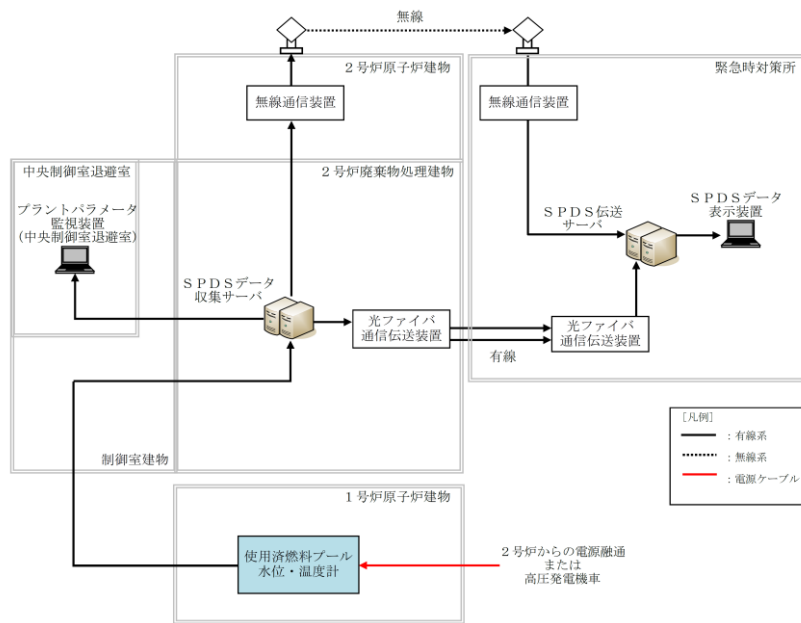 無線
２号炉原子炉建物
緊急時対策所
無線通信装置
無線通信装置
中央制御室退避室
２号炉廃棄物処理建物
プラントパラメータ
監視装置
(中央制御室退避室)
ＳＰＤＳデータ
表示装置
ＳＰＤＳ伝送
サーバ
ＳＰＤＳデータ
収集サーバ
光ファイバ
通信伝送装置
光ファイバ
通信伝送装置
有線
制御室建物
[凡例]
：有線系
：無線系
：電源ケーブル
１号炉原子炉建物
使用済燃料プール
水位・温度計
２号炉からの電源融通
または
高圧発電機車